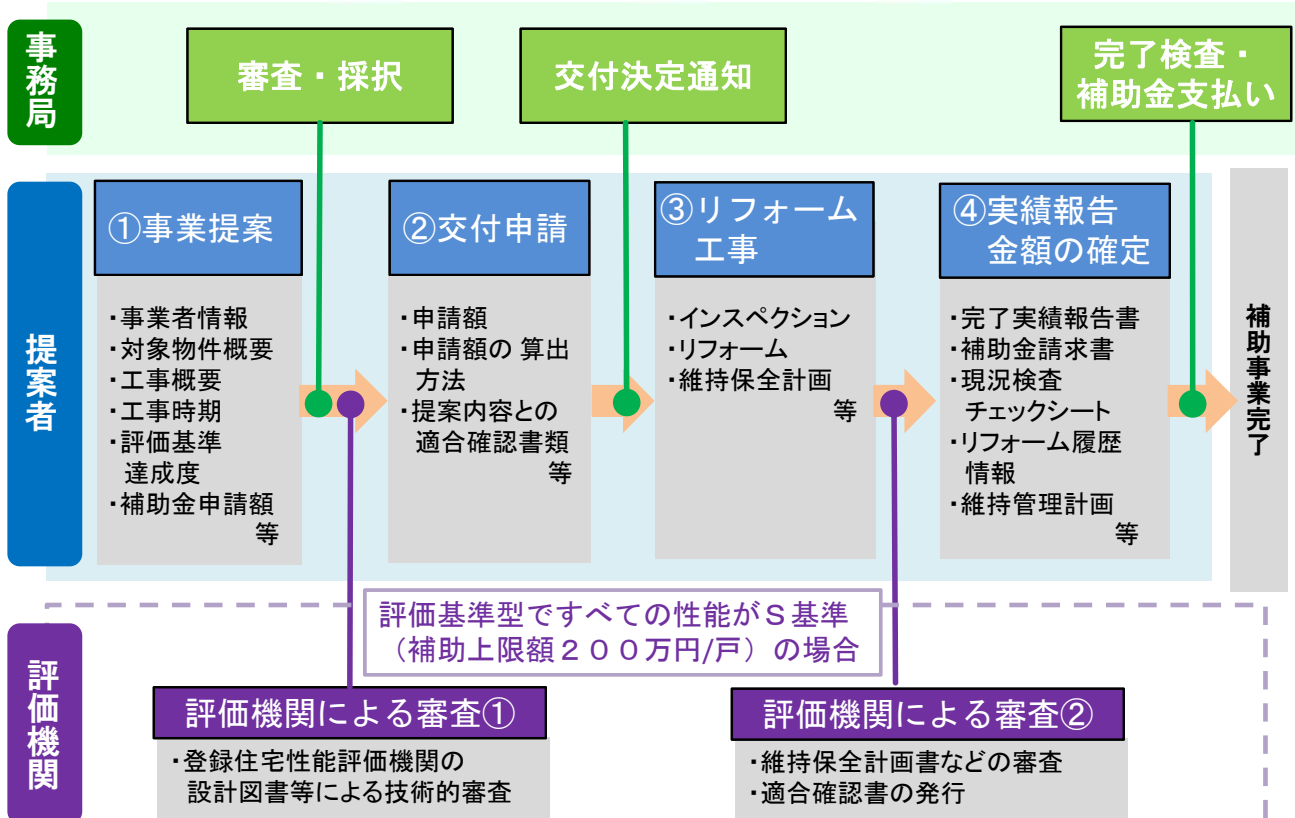 事務局
審査・採択
交付決定通知
完了検査・
補助金支払い
提案者
①事業提案
・事業者情報
・対象物件概要
・工事概要
・工事時期
・評価基準
達成度
・補助金申請額
等
②交付申請
・申請額
・申請額の 算出
方法
・提案内容との
適合確認書類
等
③リフォーム
工事
・インスペクション
・リフォーム
・維持保全計画
等
④実績報告
金額の確定
・完了実績報告書
・補助金請求書
・現況検査
チェックシート
・リフォーム履歴
情報
・維持管理計画
等
補助事業完了
評価機関
評価基準型ですべての性能がS基準
（補助上限額２００万円/戸）の場合
評価機関による審査①
・登録住宅性能評価機関の
設計図書等による技術的審査
評価機関による審査②
・維持保全計画書などの審査
・適合確認書の発行